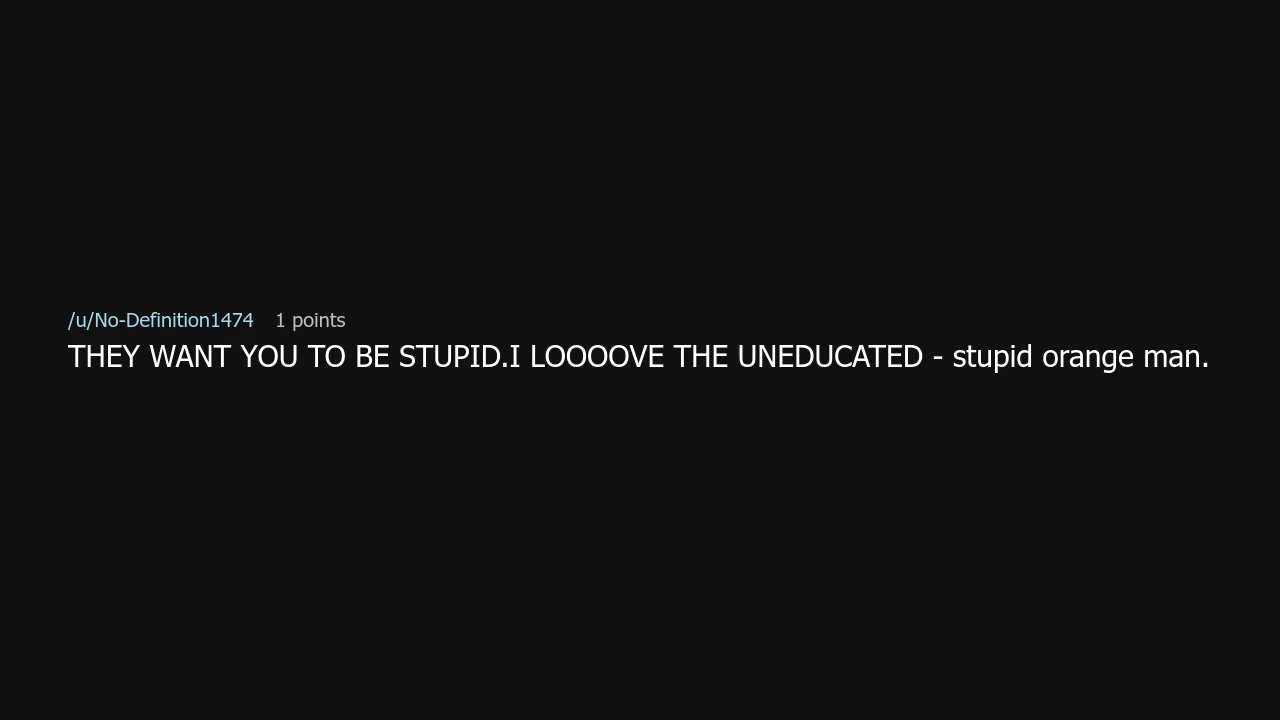 /u/No-Definition1474 1 points
THEY WANT YOU TO BE STUPID.I LOOOOVE THE UNEDUCATED - stupid orange man.